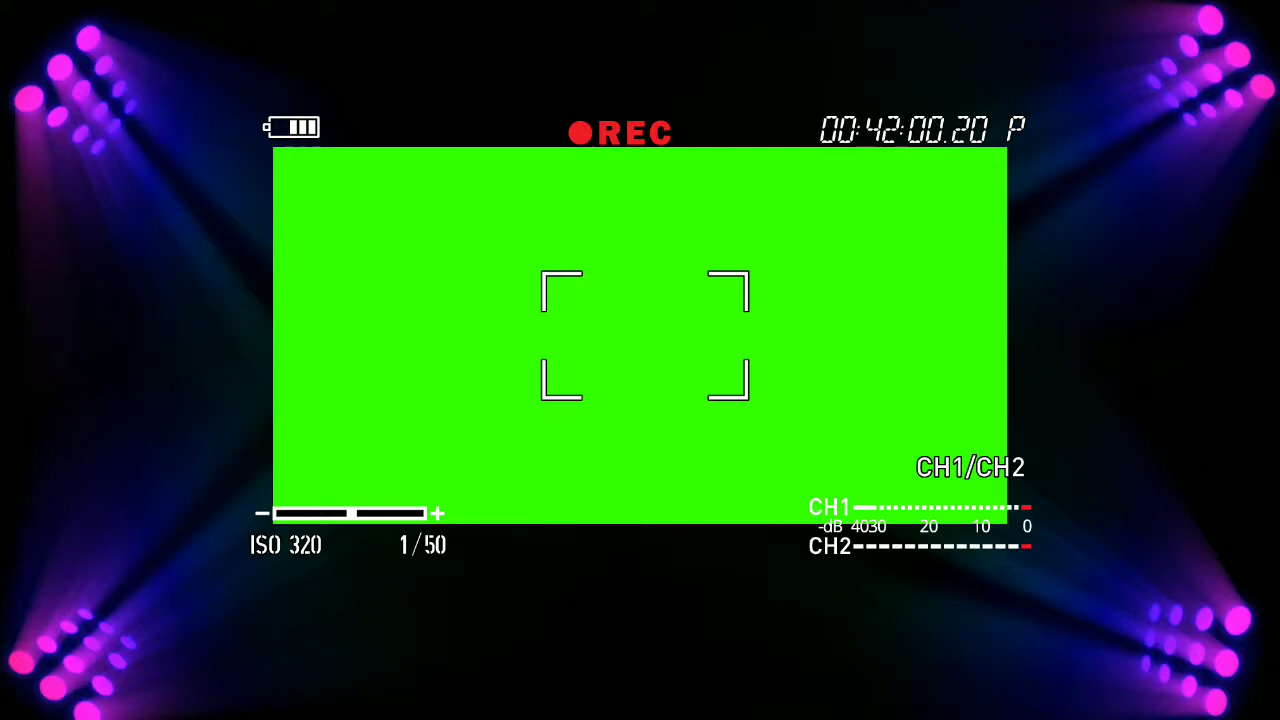 REC
00:42:00.20 P
CH1/CH2
CH1
-dB 4030 20 10 0
CH2
ISO 320 1/50